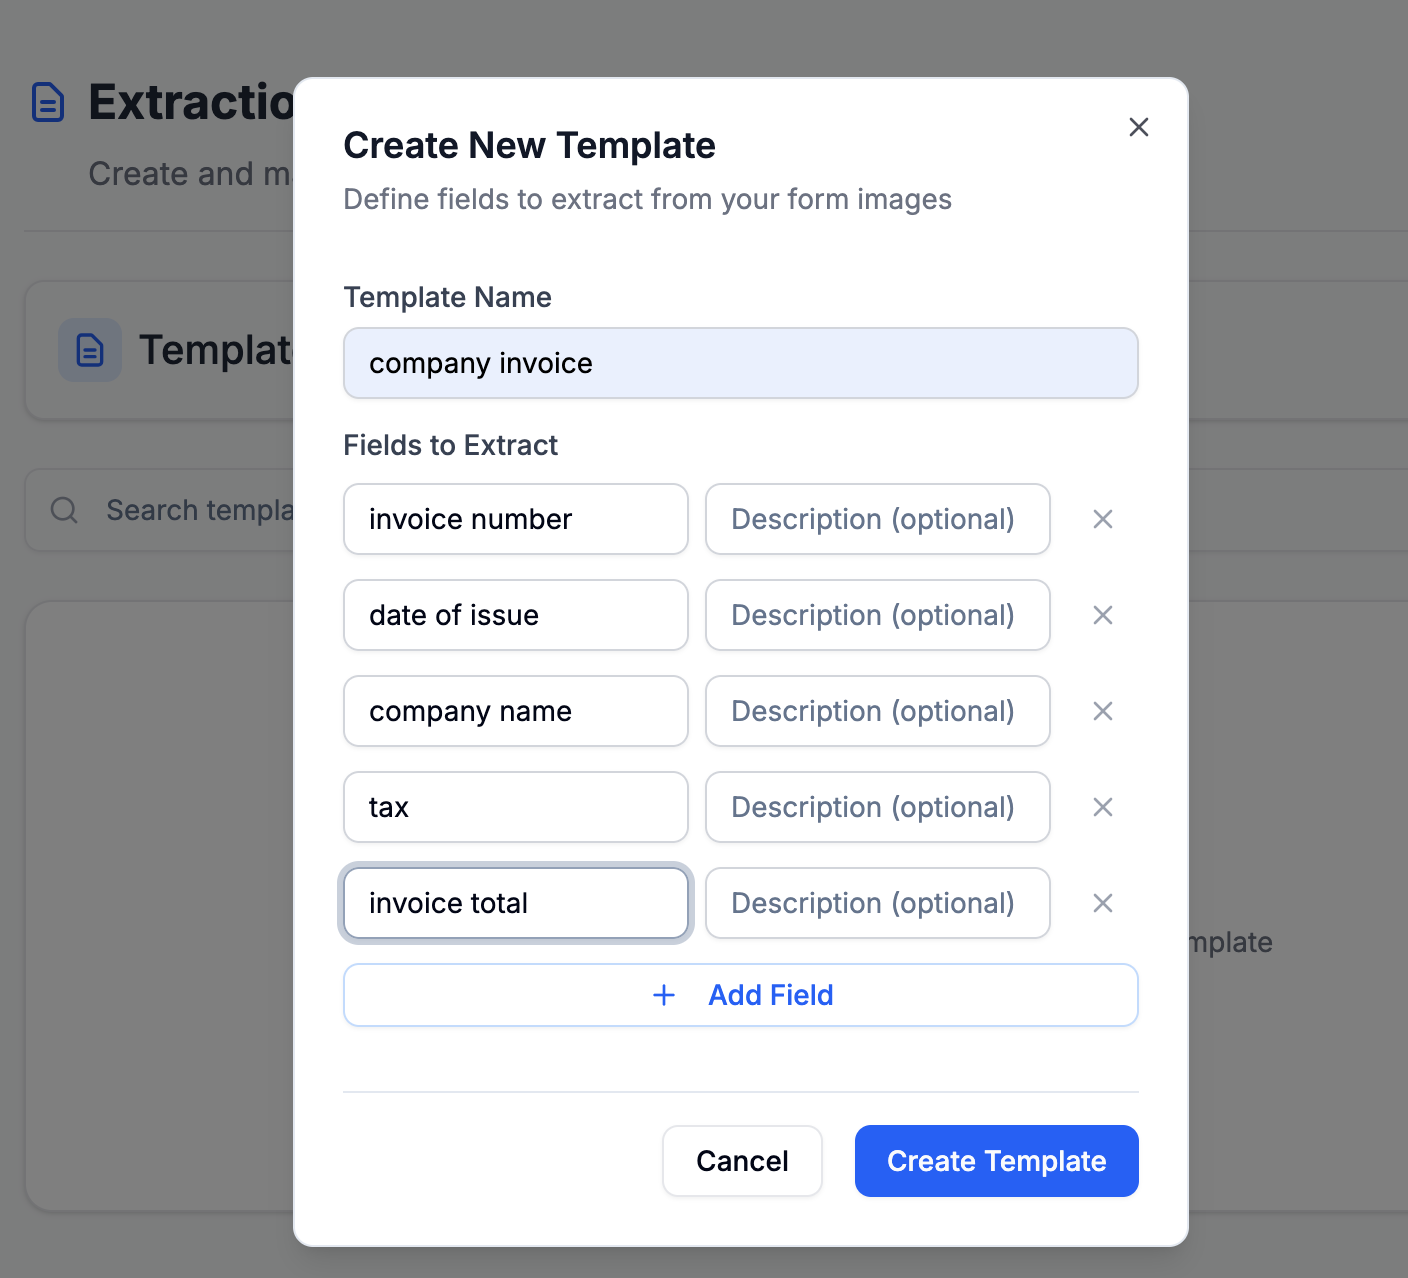 Extractio
Create and m
Create New Template
Define fields to extract from your form images
Template Name
company invoice
Templat
Fields to Extract
Search templa
invoice number Description (optional)
date of issue Description (optional)
company name Description (optional)
tax Description (optional)
invoice total Description (optional)
mplate
Add Field
Cancel Create Template